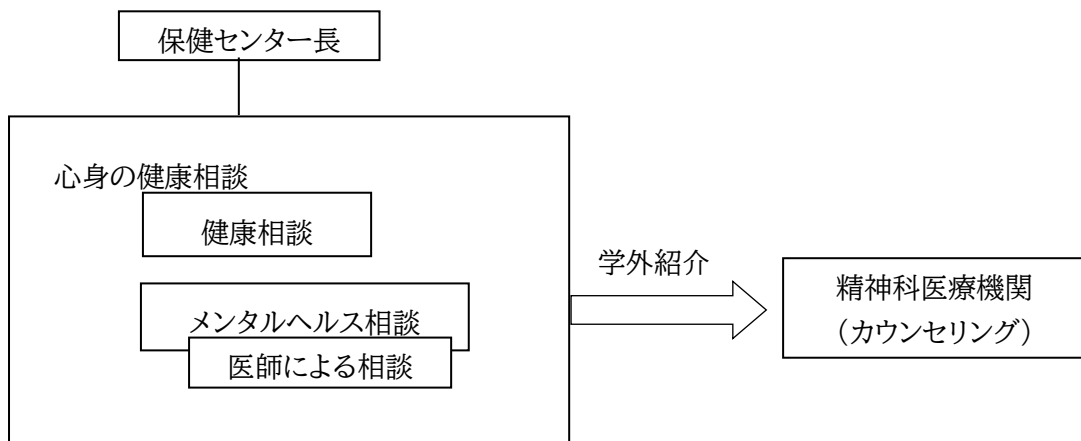 保健センター長
心身の健康相談
健康相談
学外紹介
メンタルヘルス相談
医師による相談
精神科医療機関
（カウンセリング）